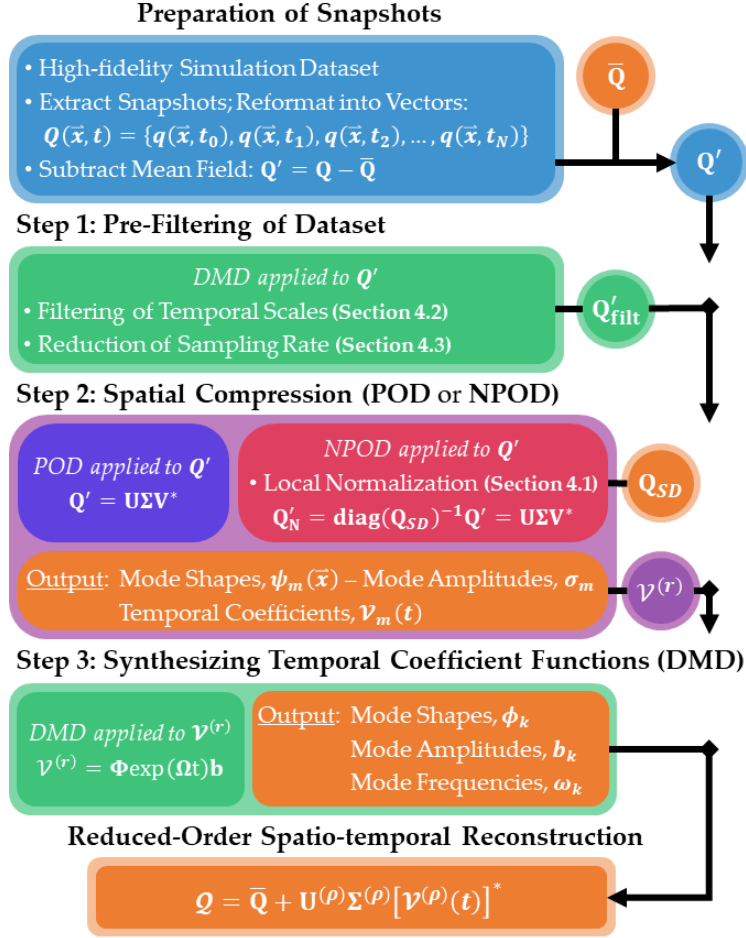 Preparation of Snapshots
• High-fidelity Simulation Dataset
• Extract Snapshots; Reformat into Vectors:
Q(x⃗, t) = {q(x⃗, t₀), q(x⃗, t₁), q(x⃗, t₂), … , q(x⃗, t_N)}
• Subtract Mean Field: Q′ = Q − Q̅
Q̅
Q′
Step 1: Pre-Filtering of Dataset
DMD applied to Q′
• Filtering of Temporal Scales (Section 4.2)
• Reduction of Sampling Rate (Section 4.3)
Q′_filt
Step 2: Spatial Compression (POD or NPOD)
POD applied to Q′
Q′ = UΣV*
NPOD applied to Q′
• Local Normalization (Section 4.1)
Q′_N = diag(Q_SD)⁻¹Q′ = UΣV*
Q_SD
Output: Mode Shapes, ψ_m(x⃗) – Mode Amplitudes, σ_m
Temporal Coefficients, 𝒱_m(t)
𝒱⁽ʳ⁾
Step 3: Synthesizing Temporal Coefficient Functions (DMD)
DMD applied to 𝒱⁽ʳ⁾
𝒱⁽ʳ⁾ = Φexp(Ωt)b
Output: Mode Shapes, ϕ_k
Mode Amplitudes, b_k
Mode Frequencies, ω_k
Reduced-Order Spatio-temporal Reconstruction
𝒬 = Q̅ + U^(ρ)Σ^(ρ)[𝒱^(ρ)(t)]*